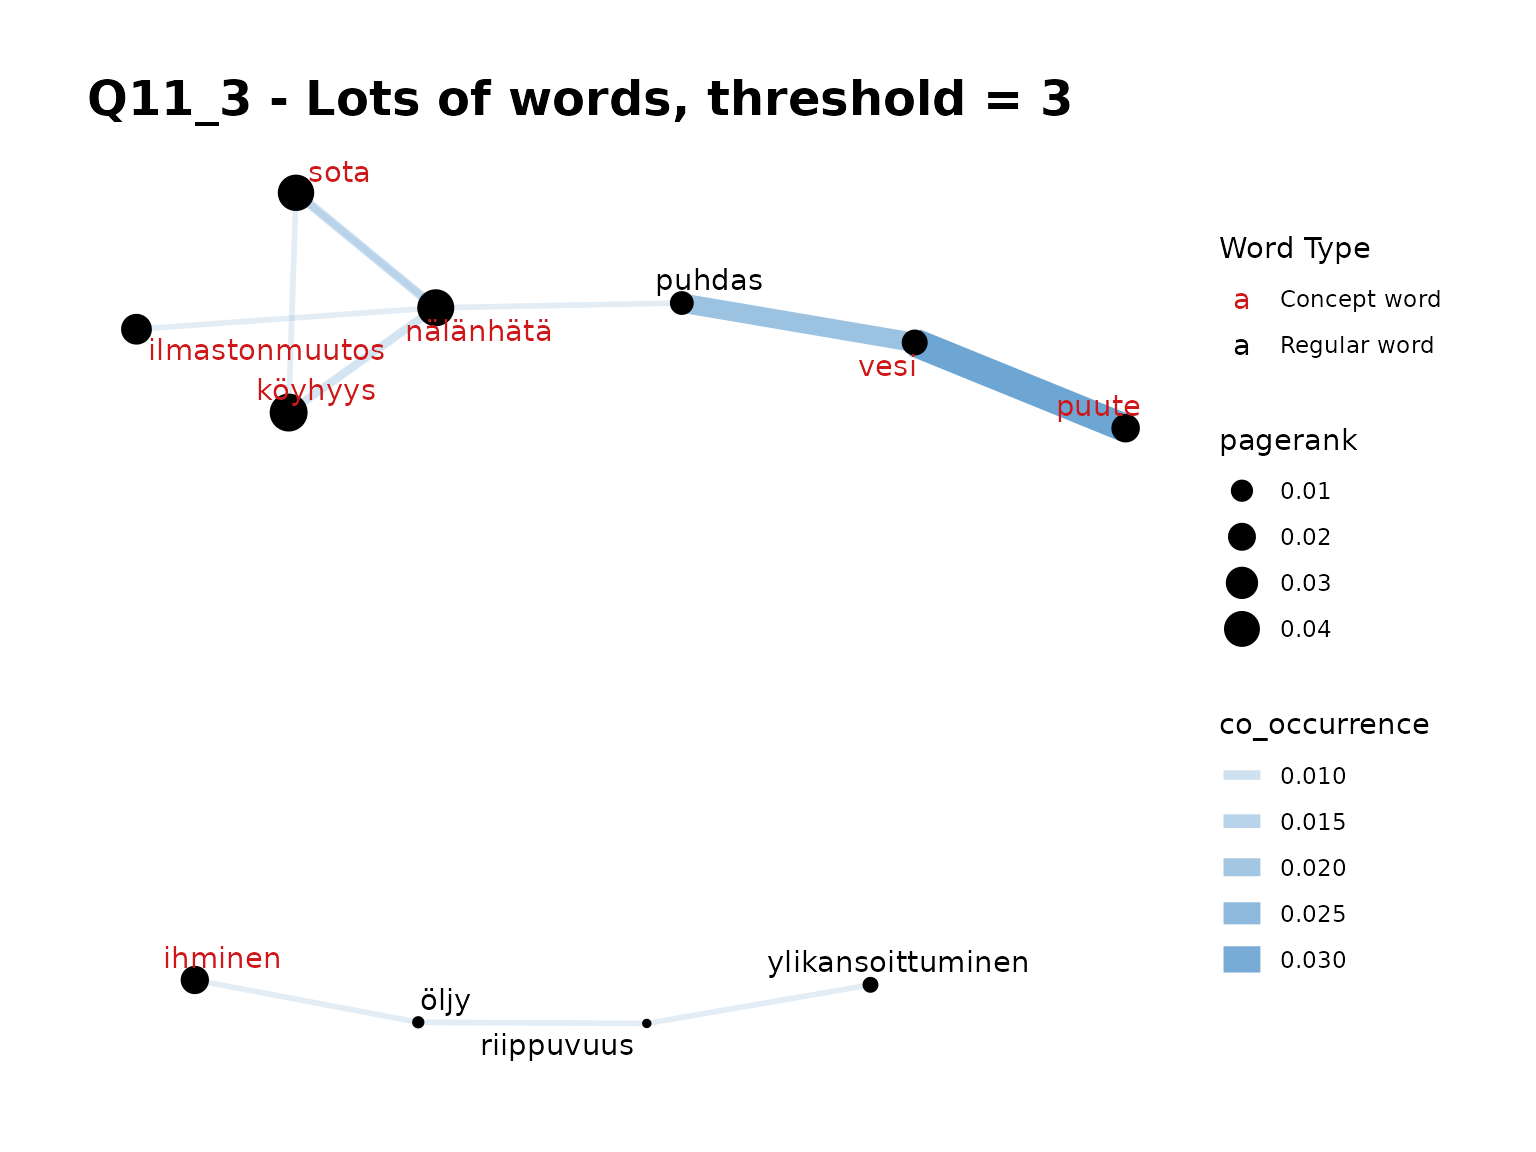 Q11_3 - Lots of words, threshold = 3
sota
puhdas
nälänhätä
ilmastonmuutos
vesi
köyhyys
puute
ihminen
ylikansoittuminen
öljy
riippuvuus
Word Type
a Concept word
a Regular word
pagerank
0.01
0.02
0.03
0.04
co_occurrence
0.010
0.015
0.020
0.025
0.030